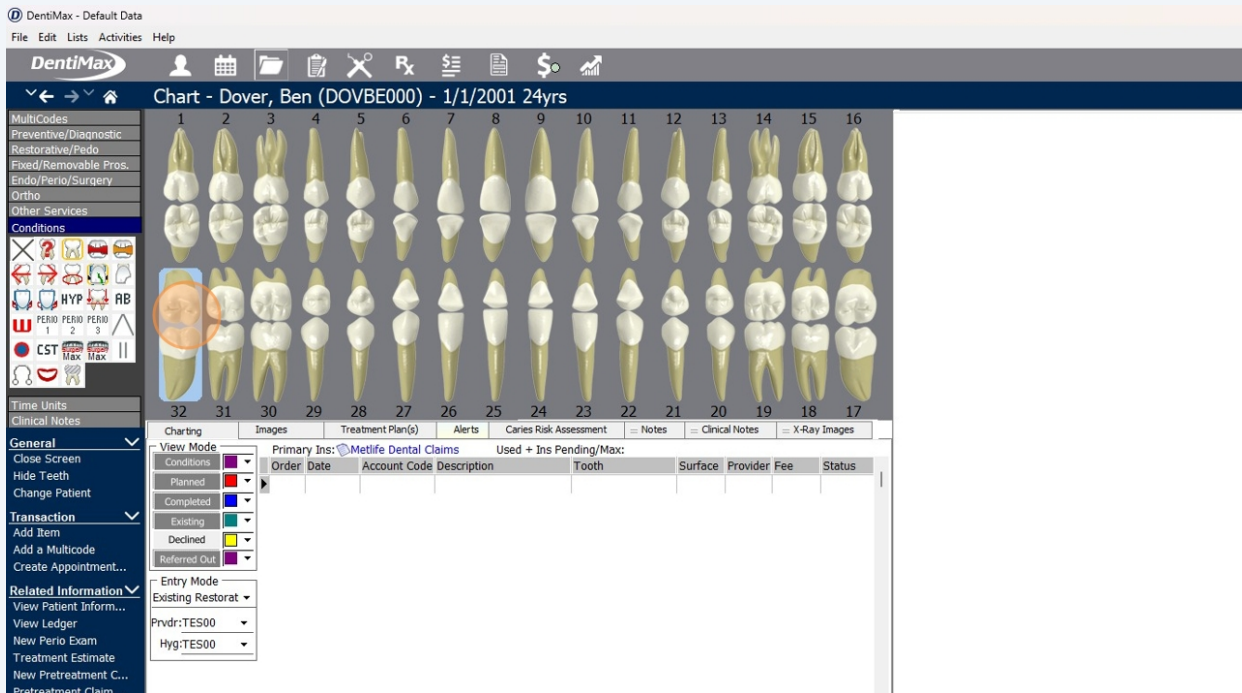 DentiMax - Default Data
File Edit Lists Activities Help
DentiMax
Chart - Dover, Ben (DOVBE000) - 1/1/2001 24yrs
MultiCodes
Preventive/Diagnostic
Restorative/Pedo
Fixed/Removable Pros.
Endo/Perio/Surgery
Ortho
Other Services
Conditions
HYP AB
PERIO 1 PERIO 2 PERIO 3
CST Max Max
Time Units
Clinical Notes
General
Close Screen
Hide Teeth
Change Patient
Transaction
Add Item
Add a Multicode
Create Appointment...
Related Information
View Patient Inform...
View Ledger
New Perio Exam
Treatment Estimate
New Pretreatment C...
Pretreatment Claim
1 2 3 4 5 6 7 8 9 10 11 12 13 14 15 16
32 31 30 29 28 27 26 25 24 23 22 21 20 19 18 17
Charting Images Treatment Plan(s) Alerts Caries Risk Assessment Notes Clinical Notes X-Ray Images
View Mode
Conditions
Planned
Completed
Existing
Declined
Referred Out
Entry Mode
Existing Restorat
Prvdr:TES00
Hyg:TES00
Primary Ins: Metlife Dental Claims Used + Ins Pending/Max:
Order Date Account Code Description Tooth Surface Provider Fee Status